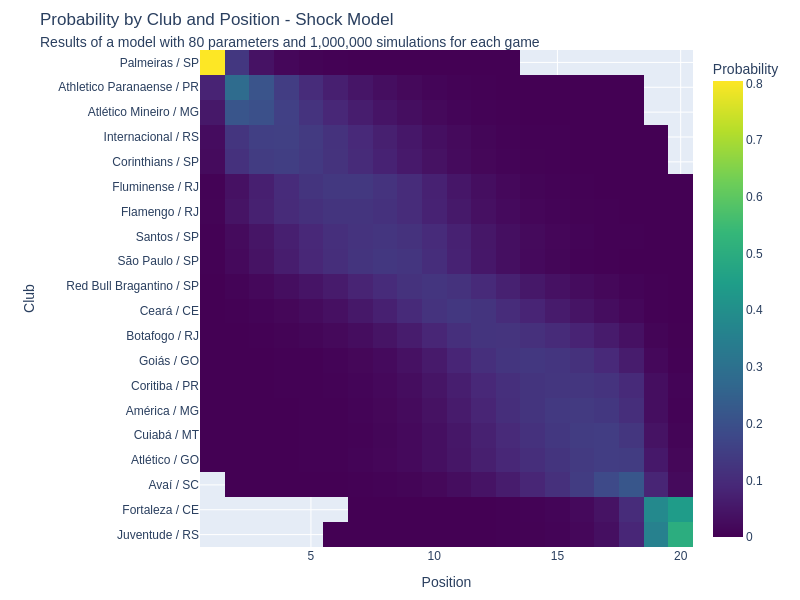 Probability by Club and Position - Shock Model
Results of a model with 80 parameters and 1,000,000 simulations for each game
Probability
Club
Palmeiras / SP
Athletico Paranaense / PR
Atlético Mineiro / MG
Internacional / RS
Corinthians / SP
Fluminense / RJ
Flamengo / RJ
Santos / SP
São Paulo / SP
Red Bull Bragantino / SP
Ceará / CE
Botafogo / RJ
Goiás / GO
Coritiba / PR
América / MG
Cuiabá / MT
Atlético / GO
Avaí / SC
Fortaleza / CE
Juventude / RS
0.8
0.7
0.6
0.5
0.4
0.3
0.2
0.1
0
5 10 15 20
Position